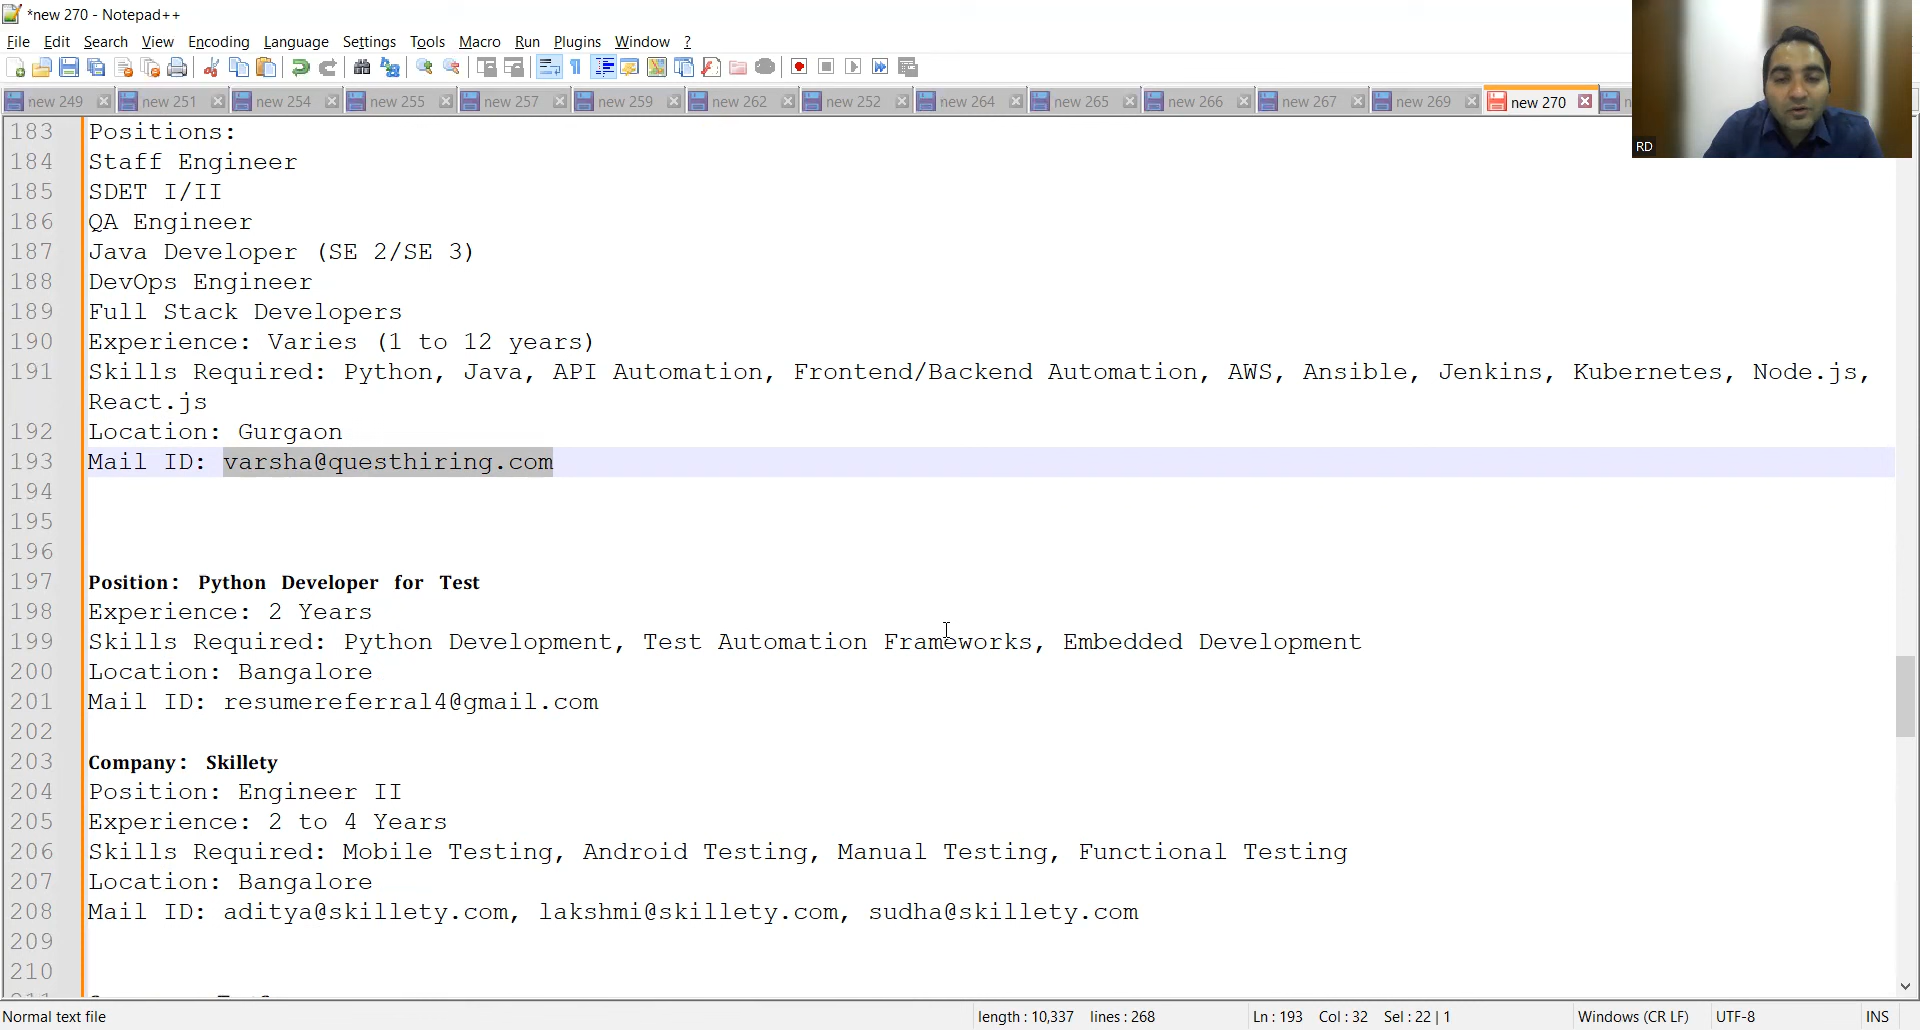 *new 270 - Notepad++
File Edit Search View Encoding Language Settings Tools Macro Run Plugins Window ?
new 249 new 251 new 254 new 255 new 257 new 259 new 262 new 252 new 264 new 265 new 266 new 267 new 269 new 270
RD
183 Positions:
184 Staff Engineer
185 SDET I/II
186 QA Engineer
187 Java Developer (SE 2/SE 3)
188 DevOps Engineer
189 Full Stack Developers
190 Experience: Varies (1 to 12 years)
191 Skills Required: Python, Java, API Automation, Frontend/Backend Automation, AWS, Ansible, Jenkins, Kubernetes, Node.js,
React.js
192 Location: Gurgaon
193 Mail ID: varsha@questhiring.com
194
195
196
197 Position: Python Developer for Test
198 Experience: 2 Years
199 Skills Required: Python Development, Test Automation Frameworks, Embedded Development
200 Location: Bangalore
201 Mail ID: resumereferral4@gmail.com
202
203 Company: Skillety
204 Position: Engineer II
205 Experience: 2 to 4 Years
206 Skills Required: Mobile Testing, Android Testing, Manual Testing, Functional Testing
207 Location: Bangalore
208 Mail ID: aditya@skillety.com, lakshmi@skillety.com, sudha@skillety.com
209
210
Normal text file length : 10,337 lines : 268 Ln : 193 Col : 32 Sel : 22 | 1 Windows (CR LF) UTF-8 INS